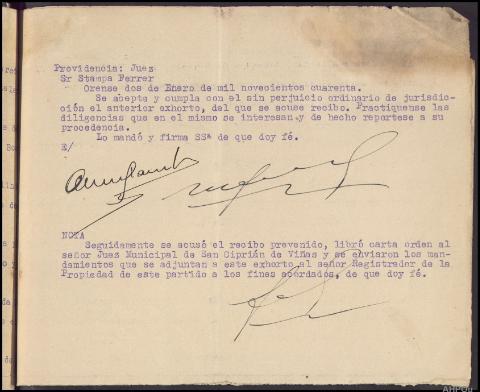 Providencia: Juez
Sr Stampa Ferrer
Orense dos de Enero de mil novecientos cuarenta.
Se abepte y cumpla con el sin perjuicio ordinario de jurisdic-
ción el anterior exhorto, del que se acuse recibo. Practiquense las
diligencias que en el mismo se interesan y de hecho reportese a su
procedencia.
Lo mandó y firma SSª de que doy fé.
E/
NOTA
Seguidamente se acusó el recibo prevenido, libró carta orden al
señor Juez Municipal de San Ciprián de Viñas y se enviaron los man-
damientos que se adjuntan a este exhorto al señor Registrador de la
Propiedad de este partido a los fines acordados, de que doy fé.
AHPOu